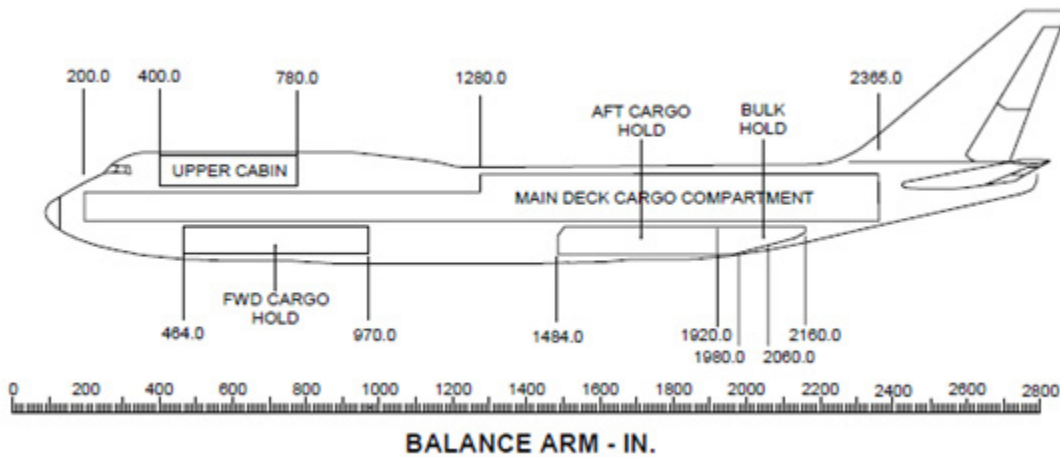 200.0 400.0 780.0 1280.0 2365.0
AFT CARGO
HOLD
BULK
HOLD
UPPER CABIN
MAIN DECK CARGO COMPARTMENT
FWD CARGO
HOLD
464.0 970.0 1484.0 1920.0 2160.0
1980.0 2060.0
0 200 400 600 800 1000 1200 1400 1600 1800 2000 2200 2400 2600 2800
BALANCE ARM - IN.